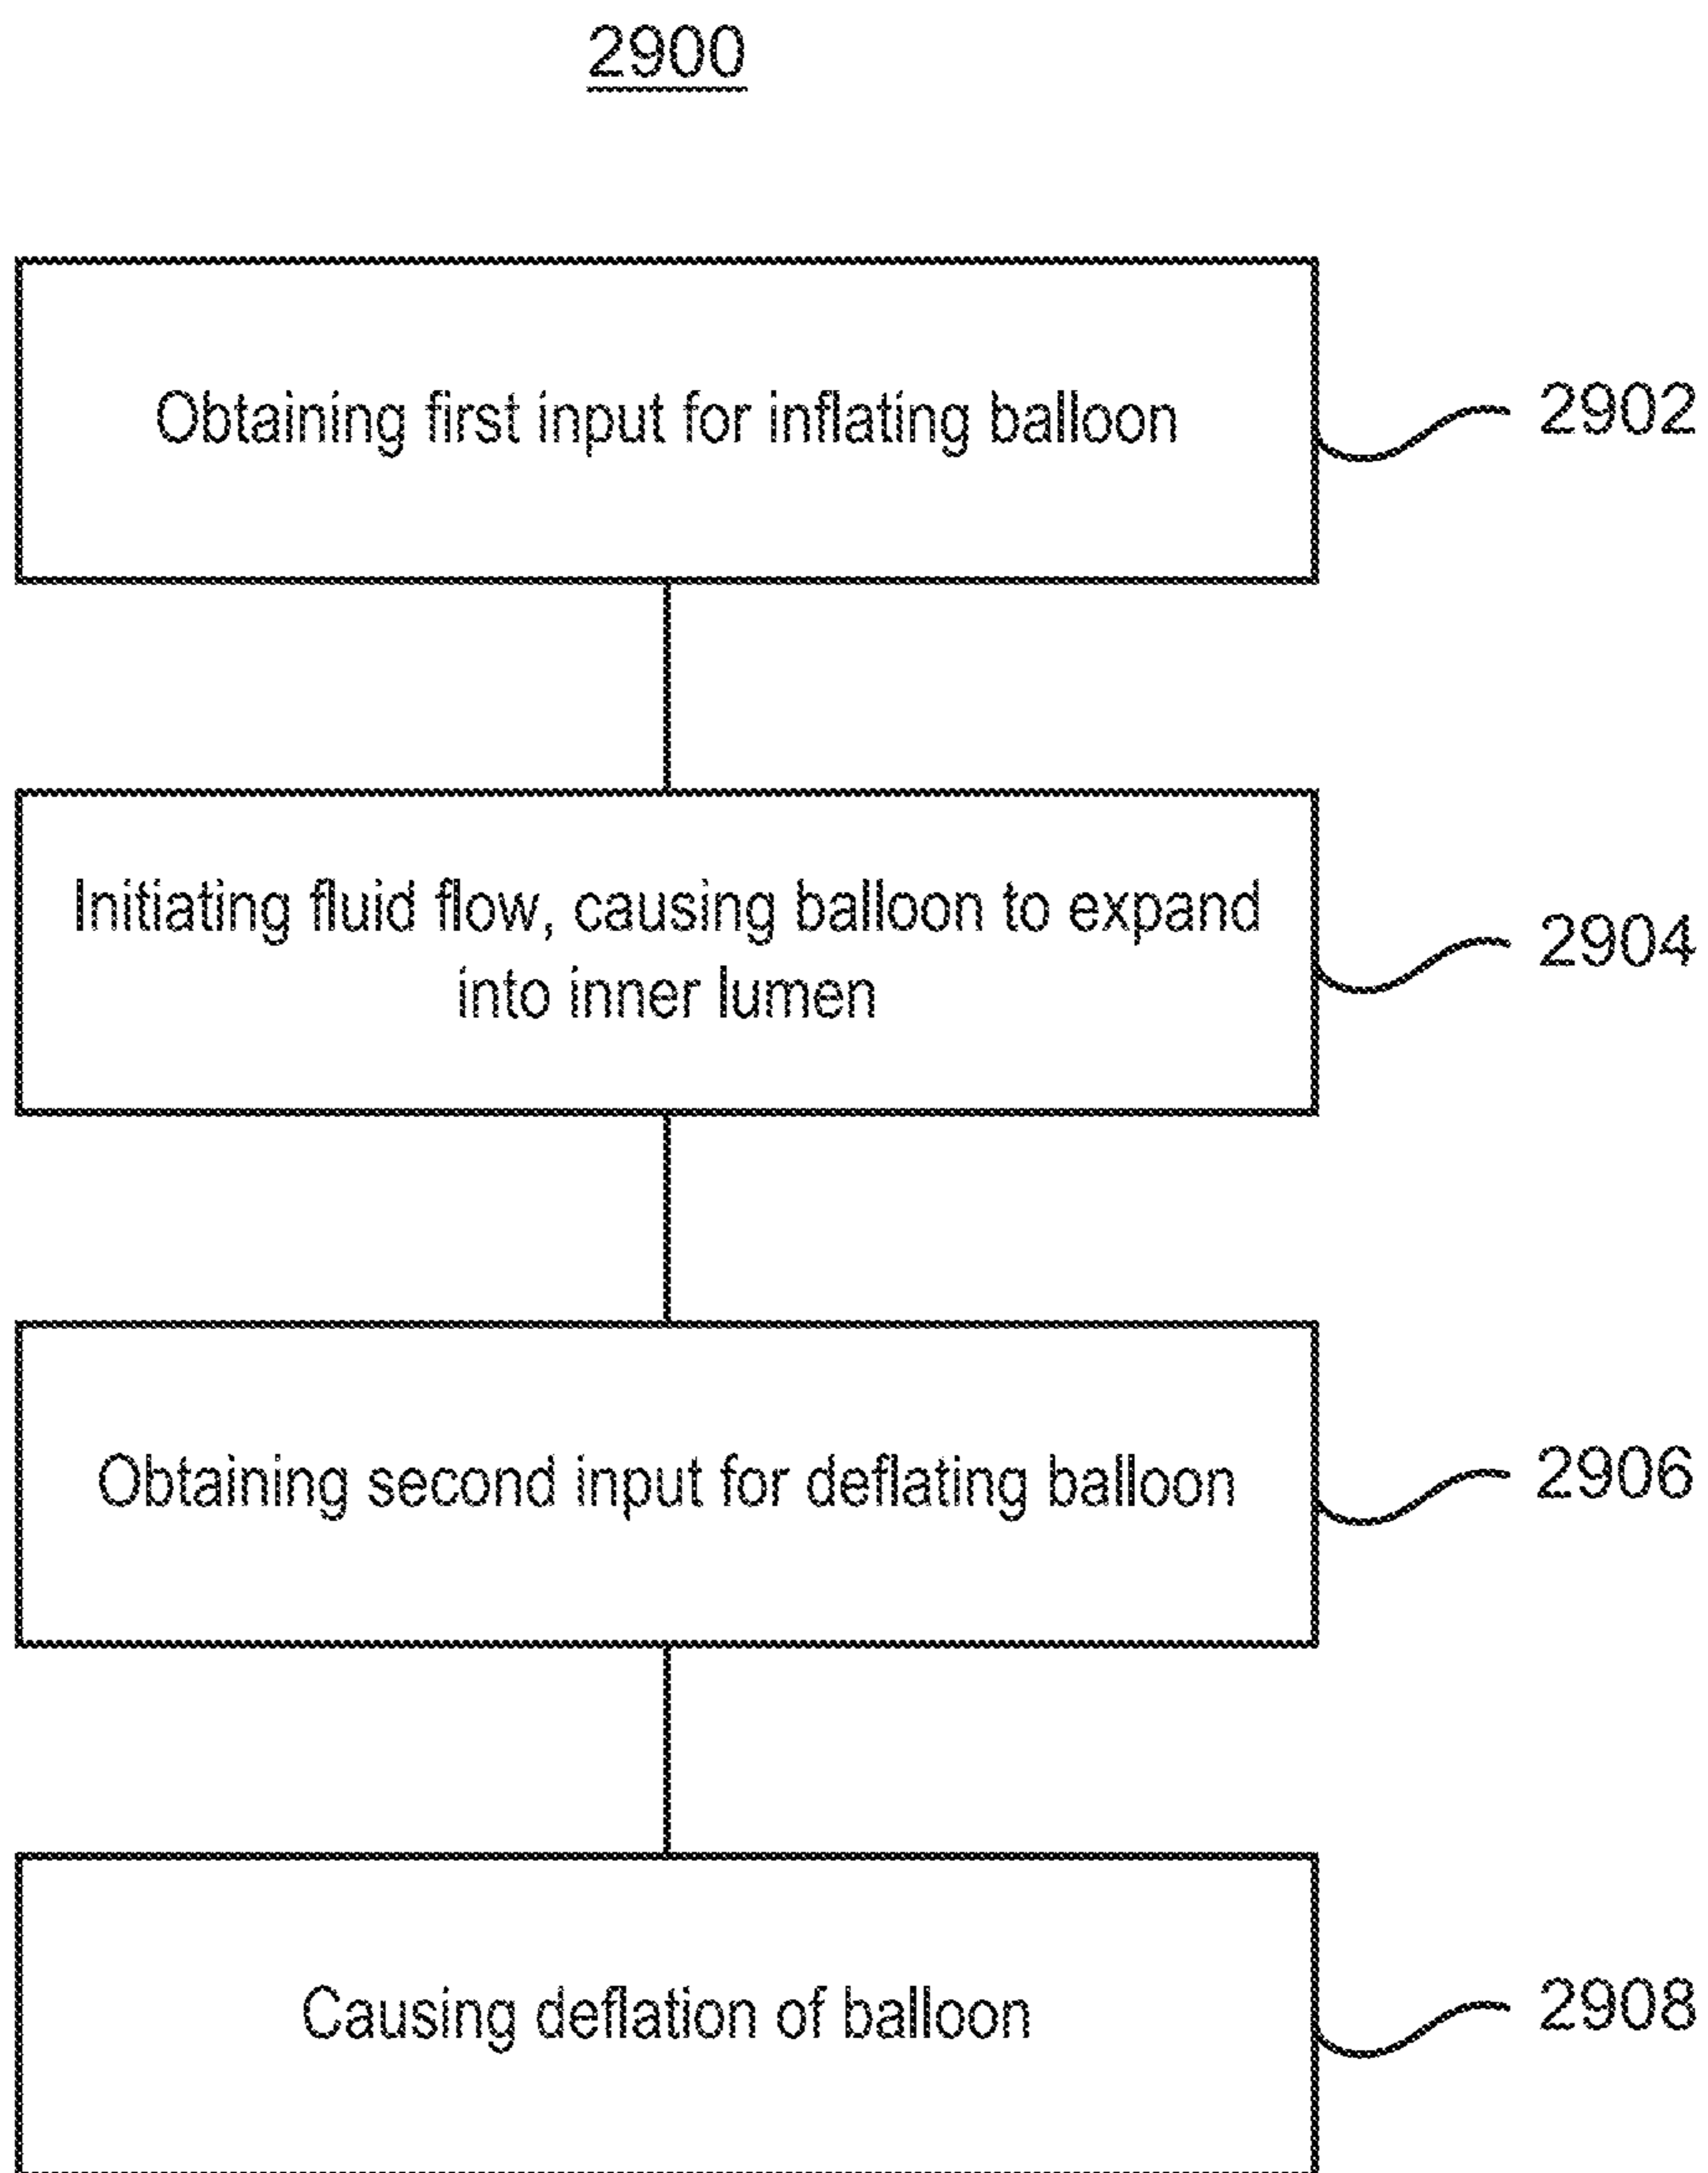 2900
Obtaining first input for inflating balloon
2902
Initiating fluid flow, causing balloon to expand
into inner lumen
2904
Obtaining second input for deflating balloon
2906
Causing deflation of balloon
2908